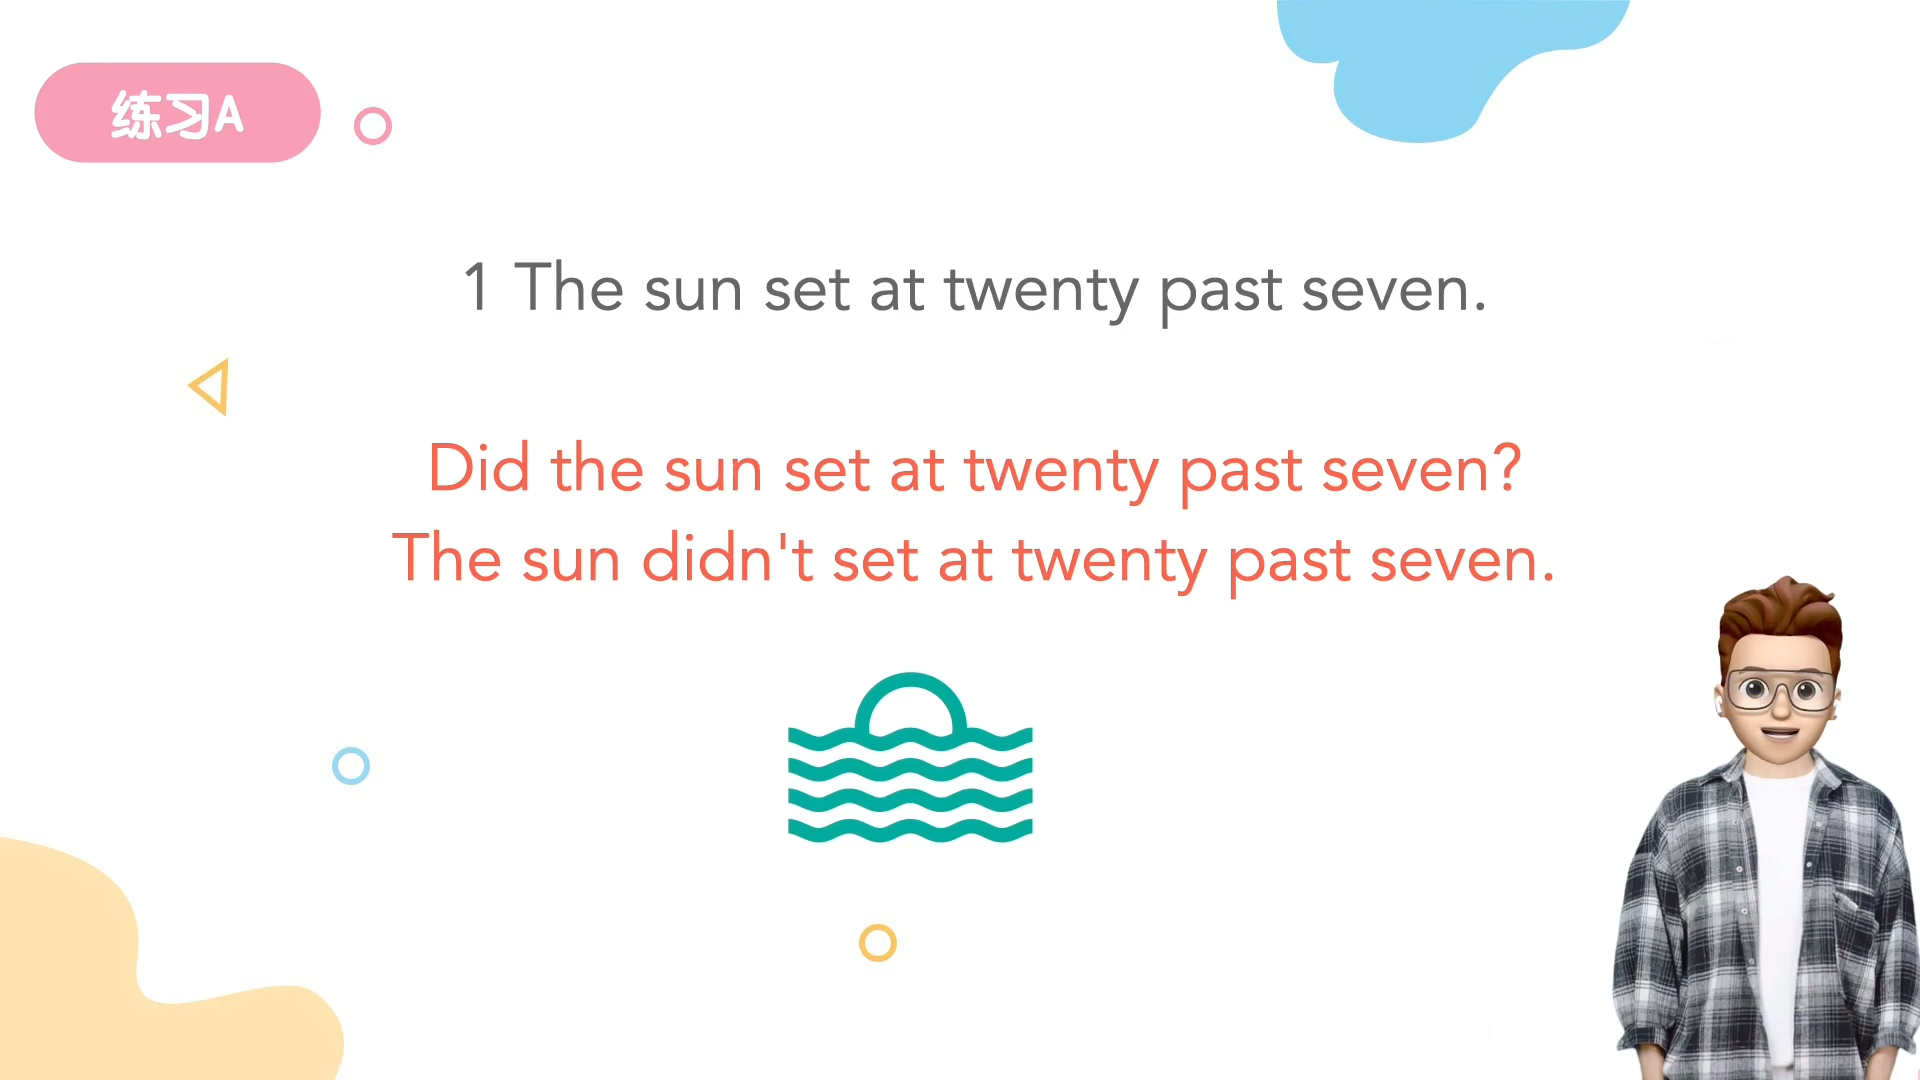 练习A
1 The sun set at twenty past seven.
Did the sun set at twenty past seven?
The sun didn't set at twenty past seven.